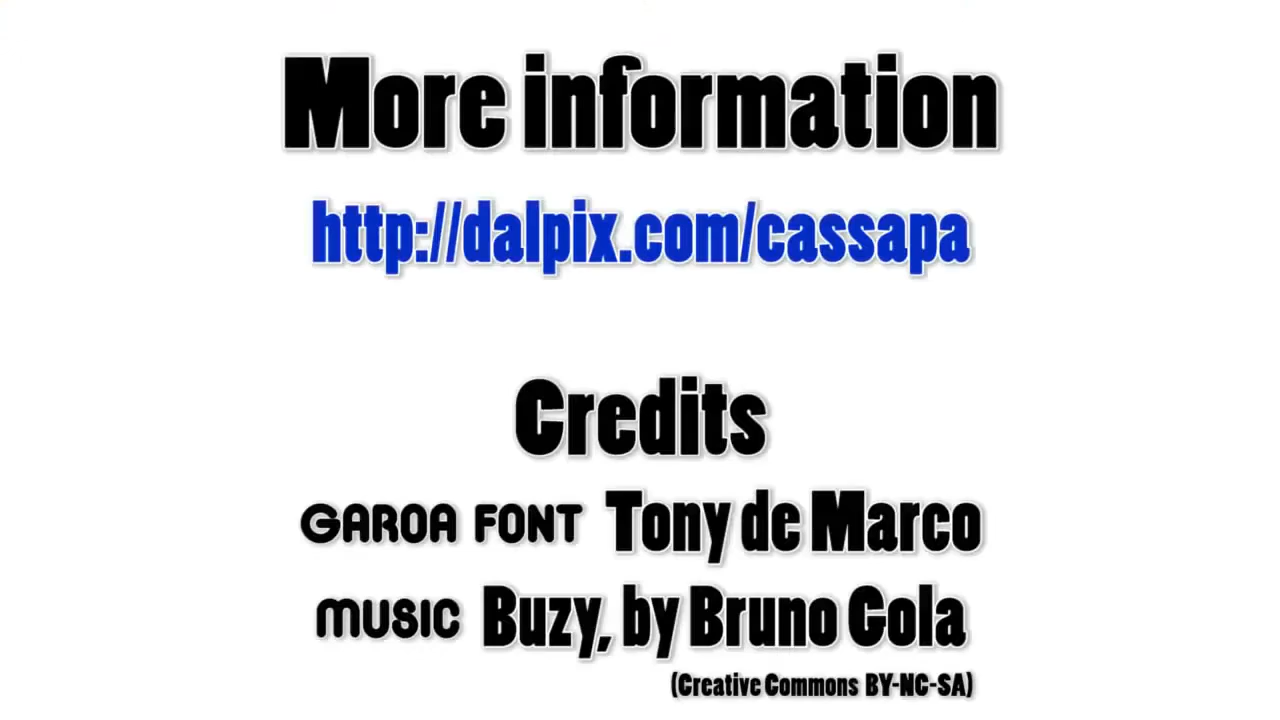 More information
http://dalpix.com/cassapa
Credits
GAROA FONT Tony de Marco
MUSIC Buzy, by Bruno Gola
(Creative Commons BY-NC-SA)